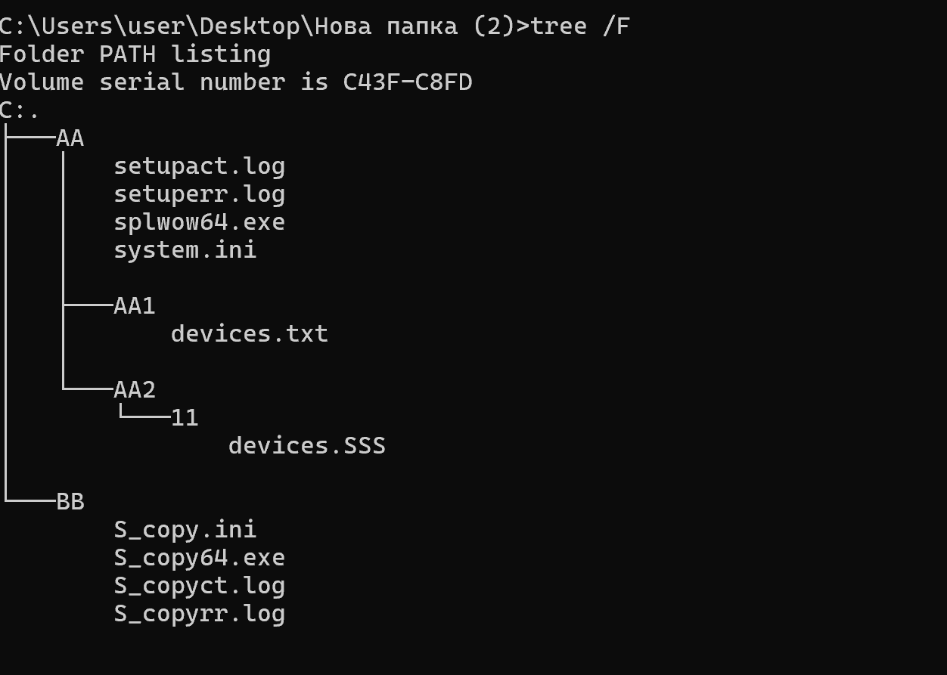 C:\Users\user\Desktop\Нова папка (2)>tree /F
Folder PATH listing
Volume serial number is C43F-C8FD
C:.
├───AA
│   │   setupact.log
│   │   setuperr.log
│   │   splwow64.exe
│   │   system.ini
│   │
│   ├───AA1
│   │       devices.txt
│   │
│   └───AA2
│       └───11
│               devices.SSS
│
└───BB
        S_copy.ini
        S_copy64.exe
        S_copyct.log
        S_copyrr.log